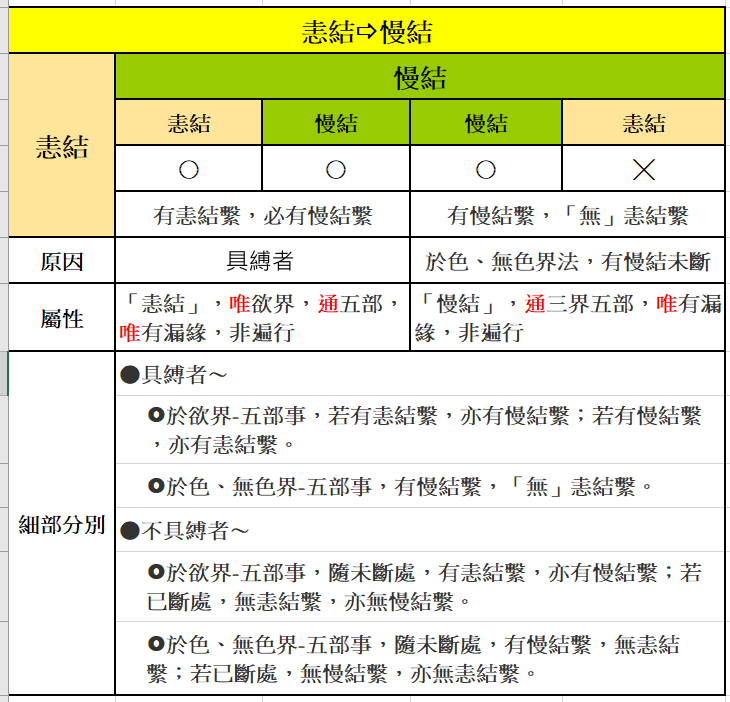 恚結➩慢結
恚結
慢結
恚結 慢結 慢結 恚結
○ ○ ○ ╳
有恚結繫，必有慢結繫 有慢結繫，「無」恚結繫
原因 具縛者 於色、無色界法，有慢結未斷
屬性
「恚結」，唯欲界，通五部，
唯有漏緣，非遍行
「慢結」，通三界五部，唯有漏
緣，非遍行
細部分別
●具縛者～
⭘於欲界-五部事，若有恚結繫，亦有慢結繫；若有慢結繫
，亦有恚結繫。
⭘於色、無色界-五部事，有慢結繫，「無」恚結繫。
●不具縛者～
⭘於欲界-五部事，隨未斷處，有恚結繫，亦有慢結繫；若
已斷處，無恚結繫，亦無慢結繫。
⭘於色、無色界-五部事，隨未斷處，有慢結繫，無恚結
繫；若已斷處，無慢結繫，亦無恚結繫。